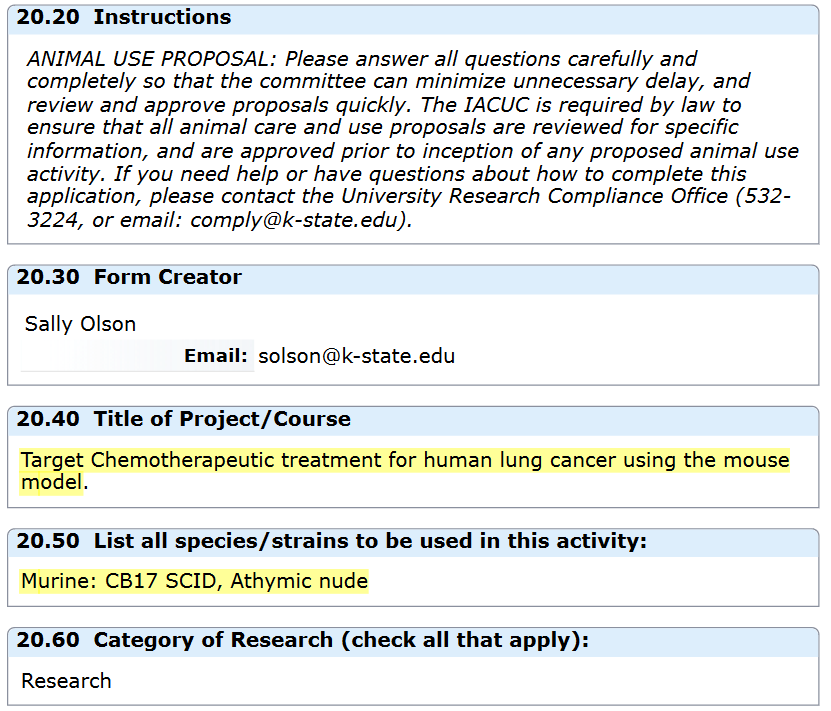 20.20 Instructions
ANIMAL USE PROPOSAL: Please answer all questions carefully and
completely so that the committee can minimize unnecessary delay, and
review and approve proposals quickly. The IACUC is required by law to
ensure that all animal care and use proposals are reviewed for specific
information, and are approved prior to inception of any proposed animal use
activity. If you need help or have questions about how to complete this
application, please contact the University Research Compliance Office (532-
3224, or email: comply@k-state.edu).
20.30 Form Creator
Sally Olson
Email: solson@k-state.edu
20.40 Title of Project/Course
Target Chemotherapeutic treatment for human lung cancer using the mouse
model.
20.50 List all species/strains to be used in this activity:
Murine: CB17 SCID, Athymic nude
20.60 Category of Research (check all that apply):
Research